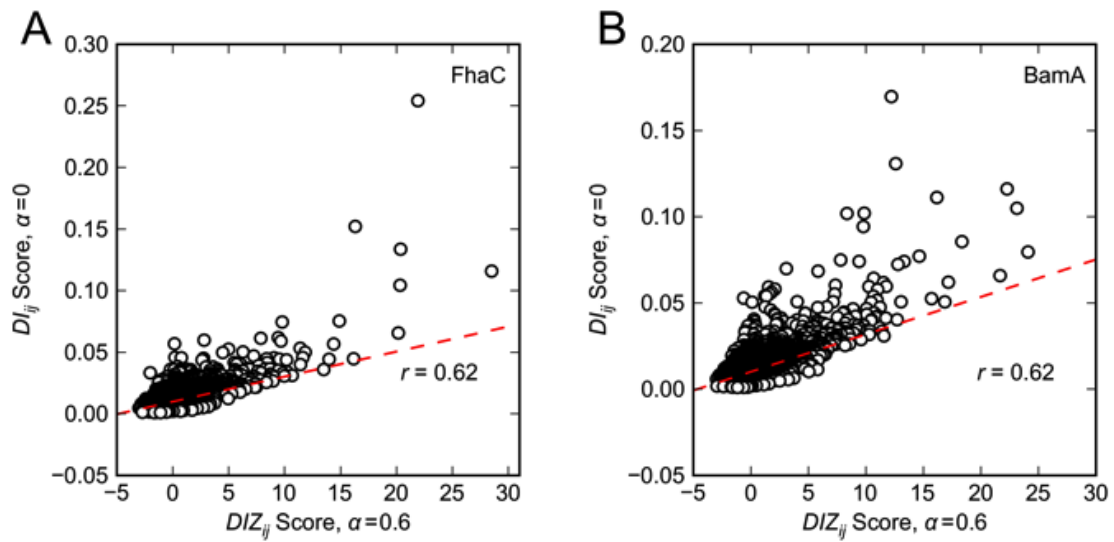 A
FhaC
0.30
0.25
0.20
0.15
0.10
0.05
0.00
−0.05
DIij Score, α=0
r = 0.62
−5 0 5 10 15 20 25 30
DIZij Score, α=0.6
B
BamA
0.20
0.15
0.10
0.05
0.00
−0.05
DIij Score, α=0
r = 0.62
−5 0 5 10 15 20 25 30
DIZij Score, α=0.6